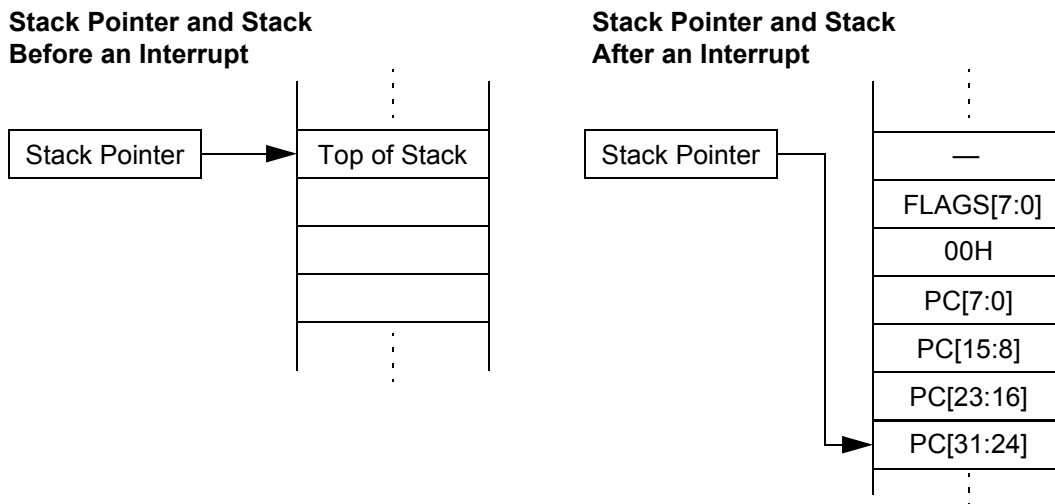 Stack Pointer and Stack
Before an Interrupt
Stack Pointer
Top of Stack
Stack Pointer and Stack
After an Interrupt
Stack Pointer
—
FLAGS[7:0]
00H
PC[7:0]
PC[15:8]
PC[23:16]
PC[31:24]